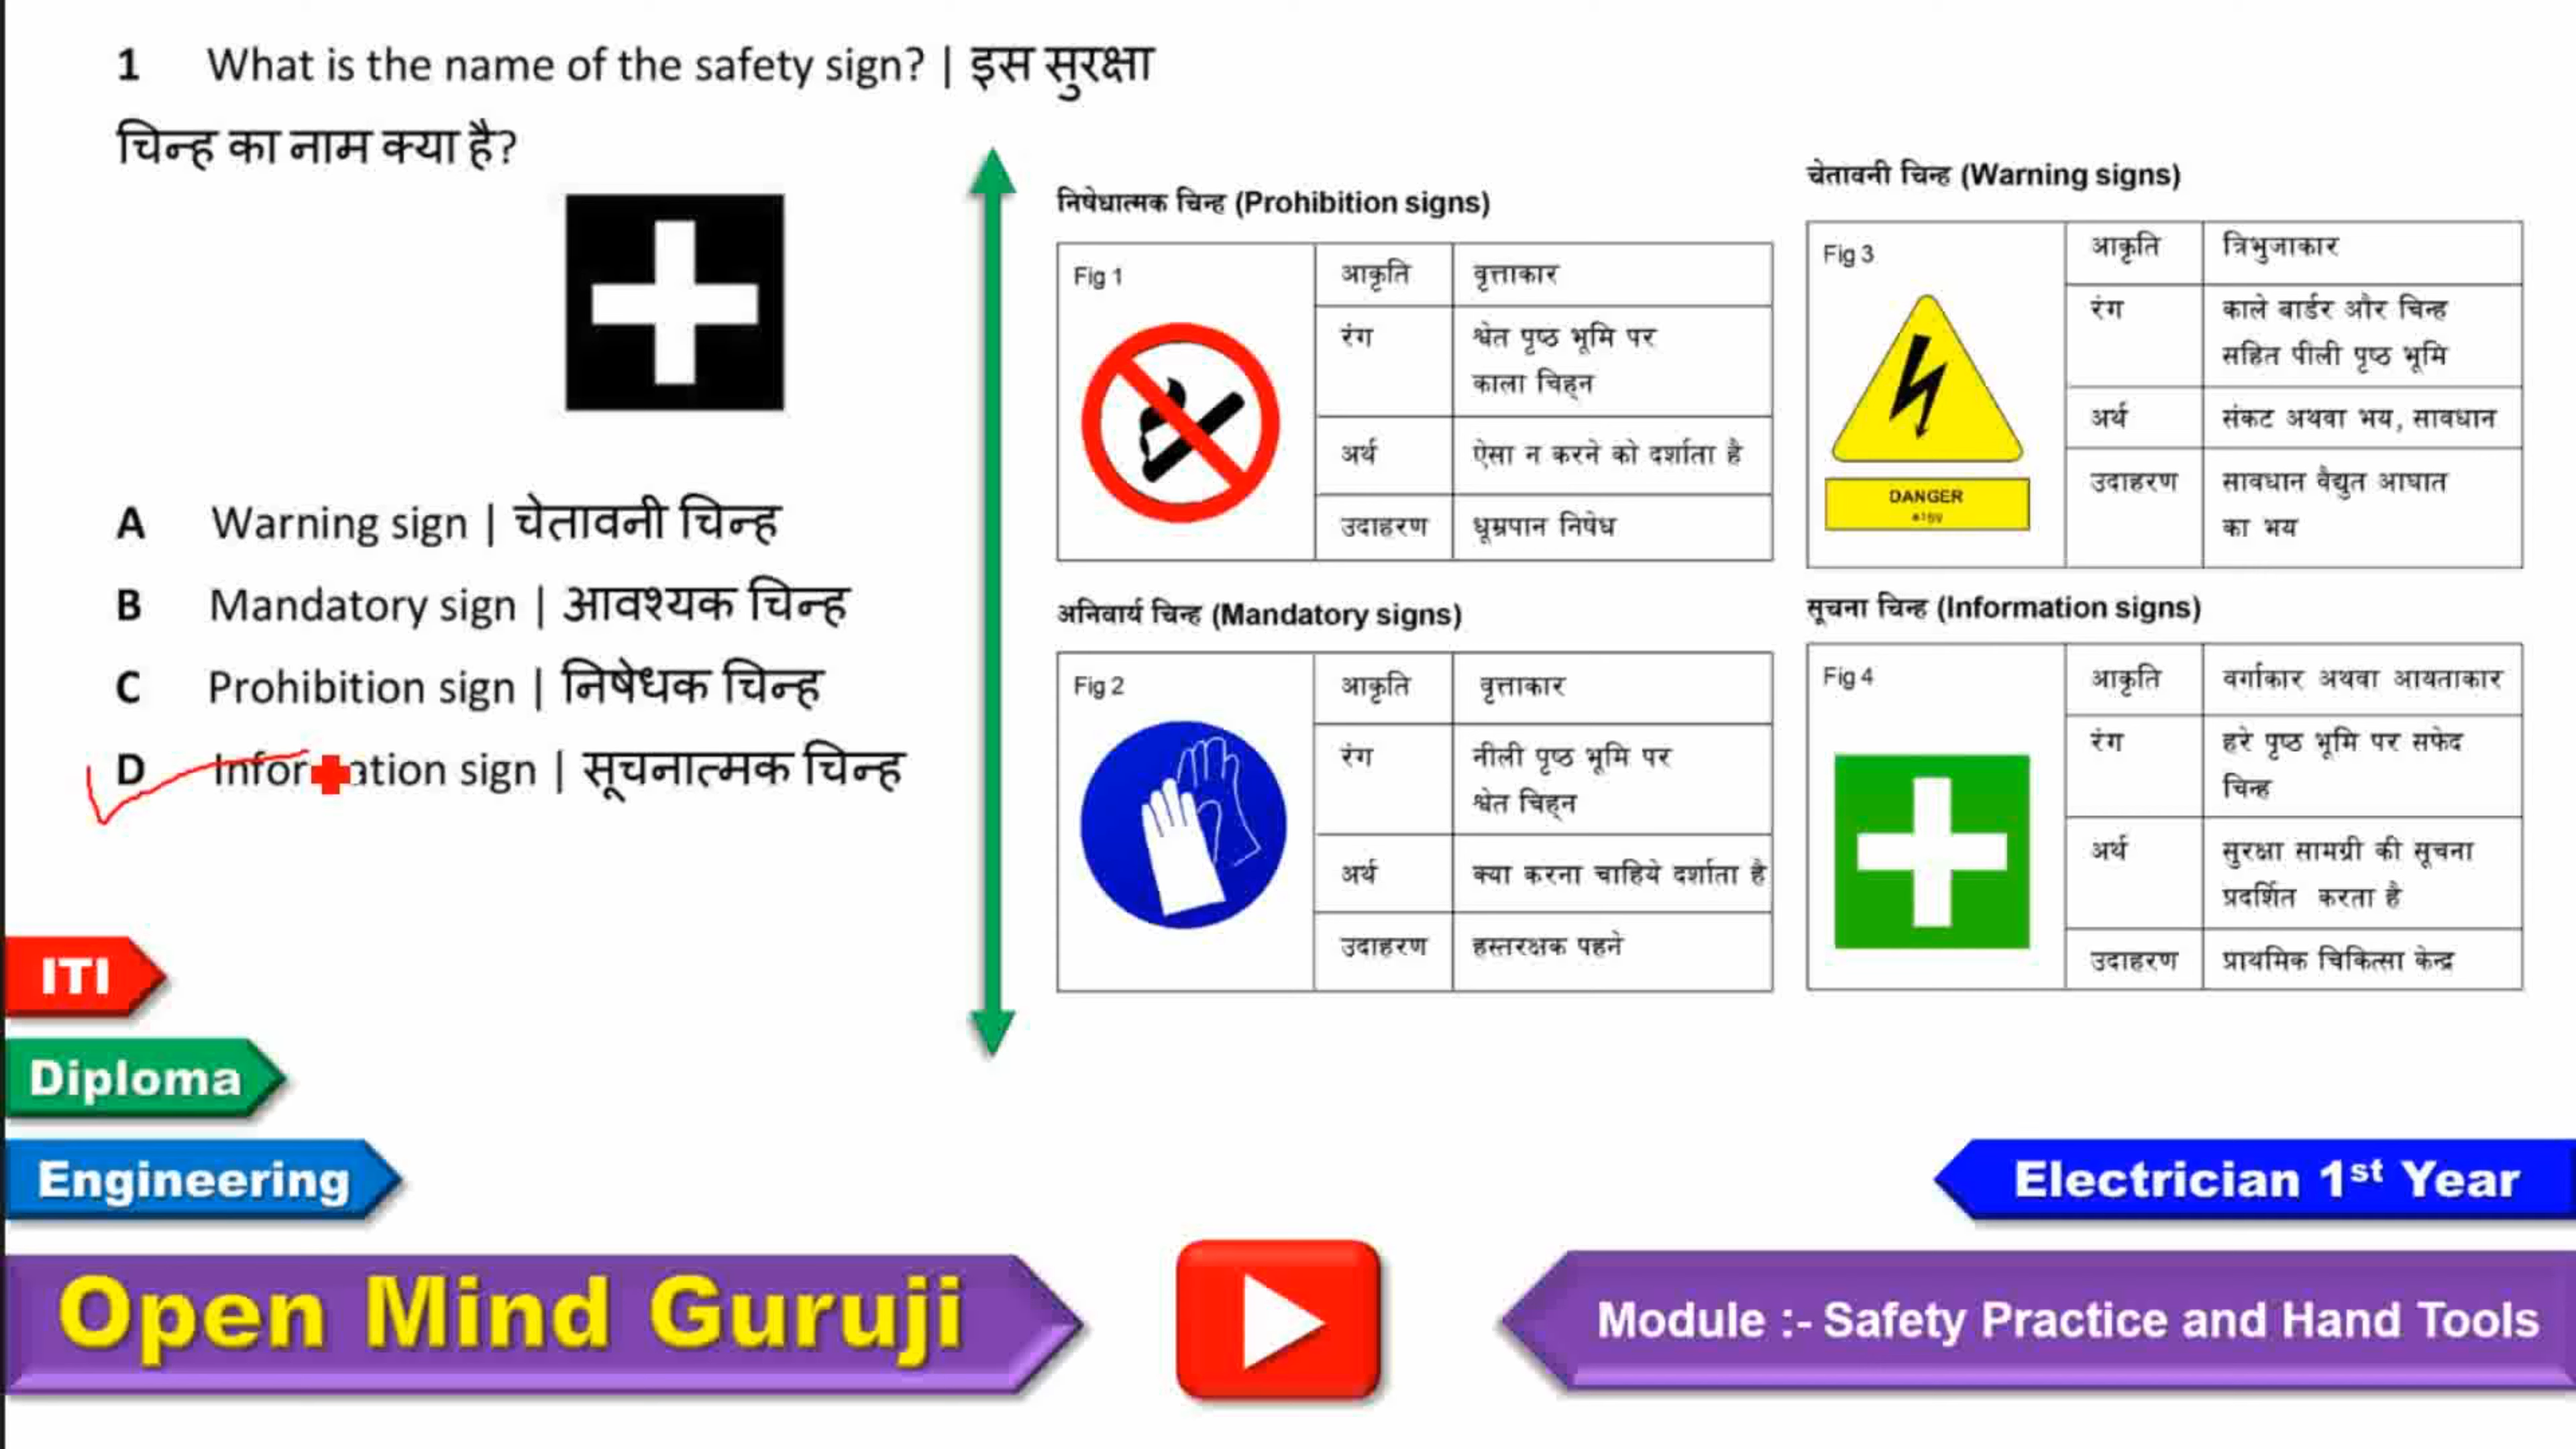 1 What is the name of the safety sign? | इस सुरक्षा
चिन्ह का नाम क्या है?
A Warning sign | चेतावनी चिन्ह
B Mandatory sign | आवश्यक चिन्ह
C Prohibition sign | निषेधक चिन्ह
D Information sign | सूचनात्मक चिन्ह
निषेधात्मक चिन्ह (Prohibition signs)
Fig 1
आकृति वृत्ताकार
रंग श्वेत पृष्ठ भूमि पर
काला चिह्न
अर्थ ऐसा न करने को दर्शाता है
उदाहरण धूम्रपान निषेध
अनिवार्य चिन्ह (Mandatory signs)
Fig 2
आकृति वृत्ताकार
रंग नीली पृष्ठ भूमि पर
श्वेत चिह्न
अर्थ क्या करना चाहिये दर्शाता है
उदाहरण हस्तरक्षक पहने
चेतावनी चिन्ह (Warning signs)
Fig 3
DANGER
आकृति त्रिभुजाकार
रंग काले बार्डर और चिन्ह
सहित पीली पृष्ठ भूमि
अर्थ संकट अथवा भय, सावधान
उदाहरण सावधान वैद्युत आघात
का भय
सूचना चिन्ह (Information signs)
Fig 4
आकृति वर्गाकार अथवा आयताकार
रंग हरे पृष्ठ भूमि पर सफेद
चिन्ह
अर्थ सुरक्षा सामग्री की सूचना
प्रदर्शित करता है
उदाहरण प्राथमिक चिकित्सा केन्द्र
ITI
Diploma
Engineering
Electrician 1st Year
Open Mind Guruji
Module :- Safety Practice and Hand Tools